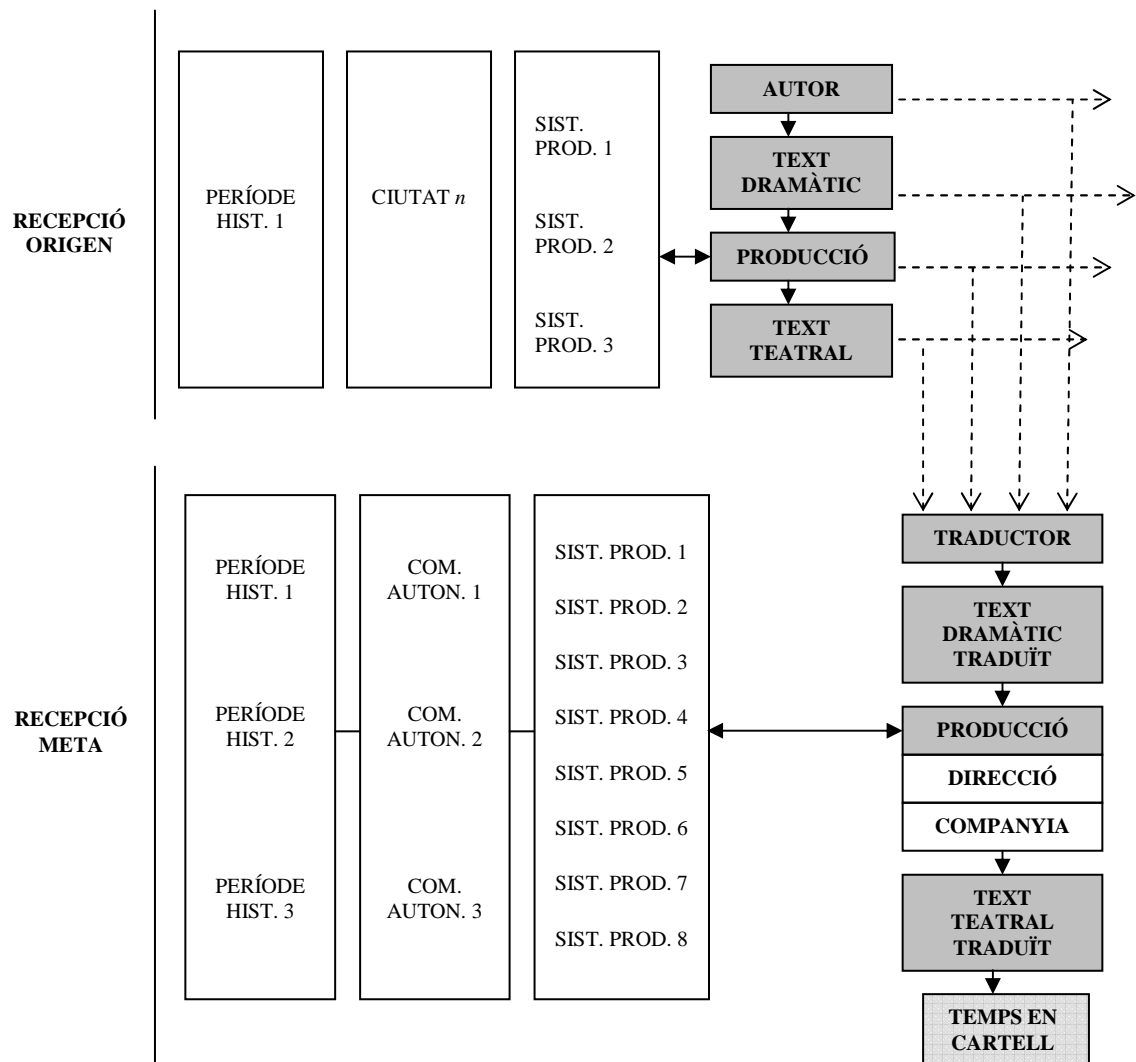 RECEPCIÓ
ORIGEN
PERÍODE
HIST. 1
CIUTAT n
SIST.
PROD. 1
SIST.
PROD. 2
SIST.
PROD. 3
AUTOR
TEXT
DRAMÀTIC
PRODUCCIÓ
TEXT
TEATRAL
RECEPCIÓ
META
PERÍODE
HIST. 1
PERÍODE
HIST. 2
PERÍODE
HIST. 3
COM.
AUTON. 1
COM.
AUTON. 2
COM.
AUTON. 3
SIST. PROD. 1
SIST. PROD. 2
SIST. PROD. 3
SIST. PROD. 4
SIST. PROD. 5
SIST. PROD. 6
SIST. PROD. 7
SIST. PROD. 8
TRADUCTOR
TEXT
DRAMÀTIC
TRADUÏT
PRODUCCIÓ
DIRECCIÓ
COMPANYIA
TEXT
TEATRAL
TRADUÏT
TEMPS EN
CARTELL